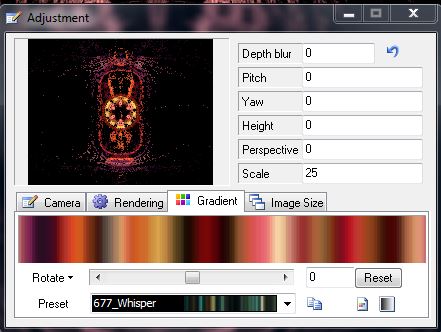 Adjustment
Depth blur 0
Pitch 0
Yaw 0
Height 0
Perspective 0
Scale 25
Camera Rendering Gradient Image Size
Rotate 0 Reset
Preset 677_Whisper